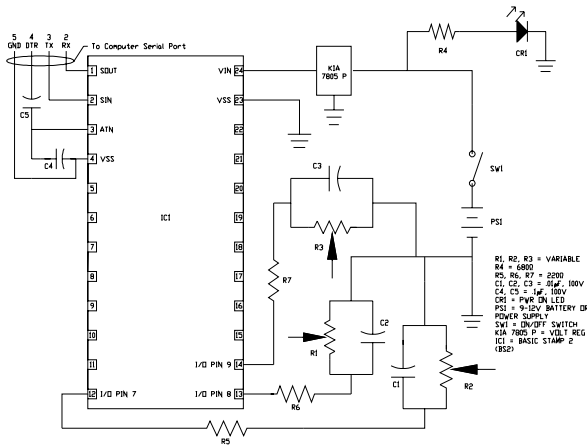 5 4 3 2
GND DTR TX RX
To Computer Serial Port
1 SOUT
2 SIN
3 ATN
4 VSS
5
6
7
8
9
10
11
12 I/O PIN 7
VIN 24
VSS 23
22
21
20
19
18
17
16
15
I/O PIN 9 14
I/O PIN 8 13
IC1
C5
C4
KIA
7805 P
R4
CR1
SW1
PS1
C3
R3
R7
R1
C2
R6
C1
R2
R5
R1, R2, R3 = VARIABLE
R4 = 680Ω
R5, R6, R7 = 220Ω
C1, C2, C3 = .01µF, 100V
C4, C5 = .1µF, 100V
CR1 = PWR ON LED
PS1 = 9-12V BATTERY OR
POWER SUPPLY
SW1 = ON/OFF SWITCH
KIA 7805 P = VOLT REG
IC1 = BASIC STAMP 2
(BS2)